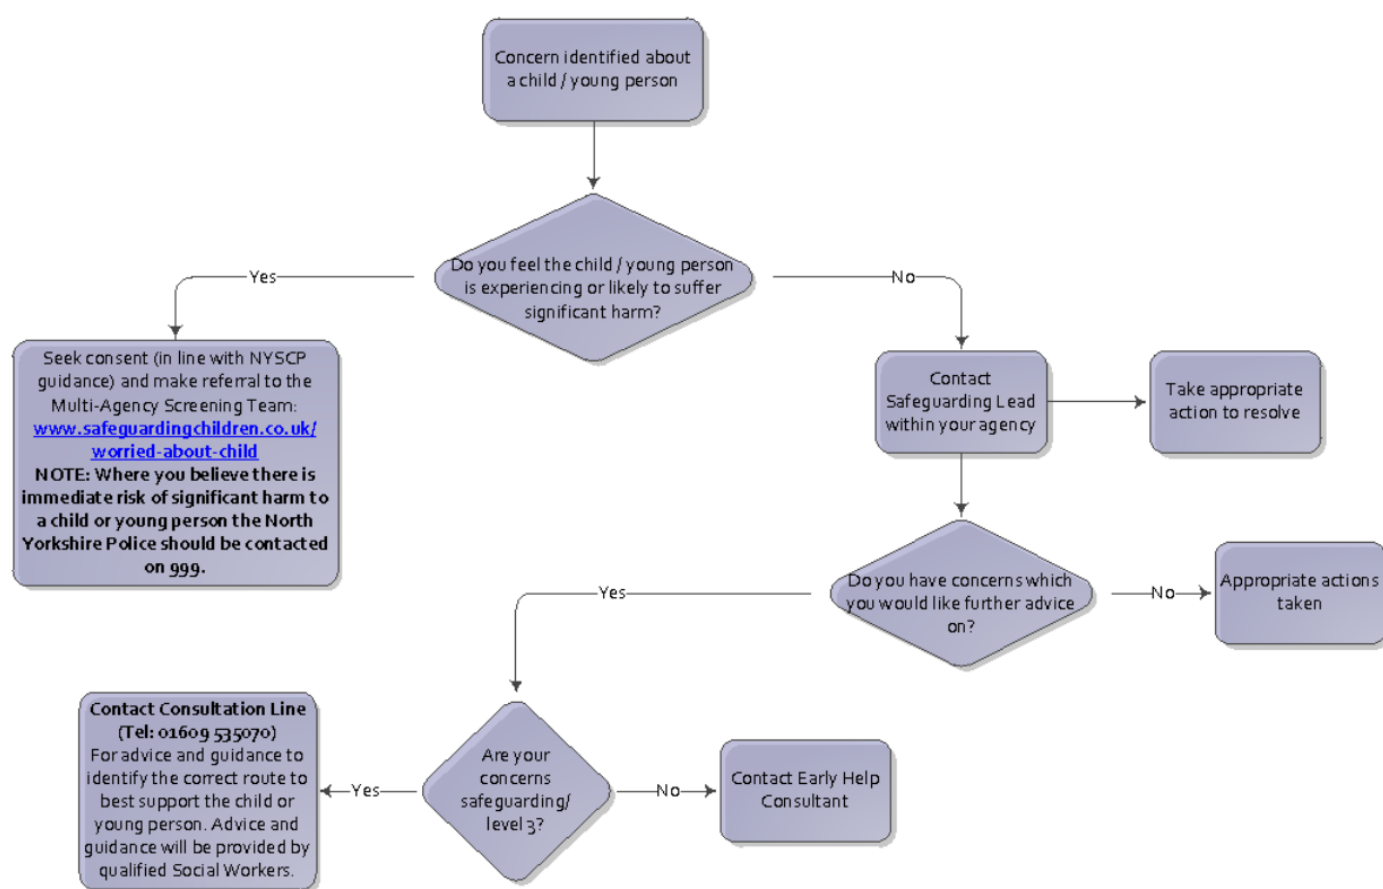 Concern identified about
a child / young person
Do you feel the child / young person
is experiencing or likely to suffer
significant harm?
Yes
No
Seek consent (in line with NYSCP
guidance) and make referral to the
Multi-Agency Screening Team:
www.safeguardingchildren.co.uk/
worried-about-child
NOTE: Where you believe there is
immediate risk of significant harm to
a child or young person the North
Yorkshire Police should be contacted
on 999.
Contact
Safeguarding Lead
within your agency
Take appropriate
action to resolve
Do you have concerns which
you would like further advice
on?
Yes
No
Appropriate actions
taken
Are your
concerns
safeguarding/
level 3?
Yes
No
Contact Consultation Line
(Tel: 01609 535070)
For advice and guidance to
identify the correct route to
best support the child or
young person. Advice and
guidance will be provided by
qualified Social Workers.
Contact Early Help
Consultant